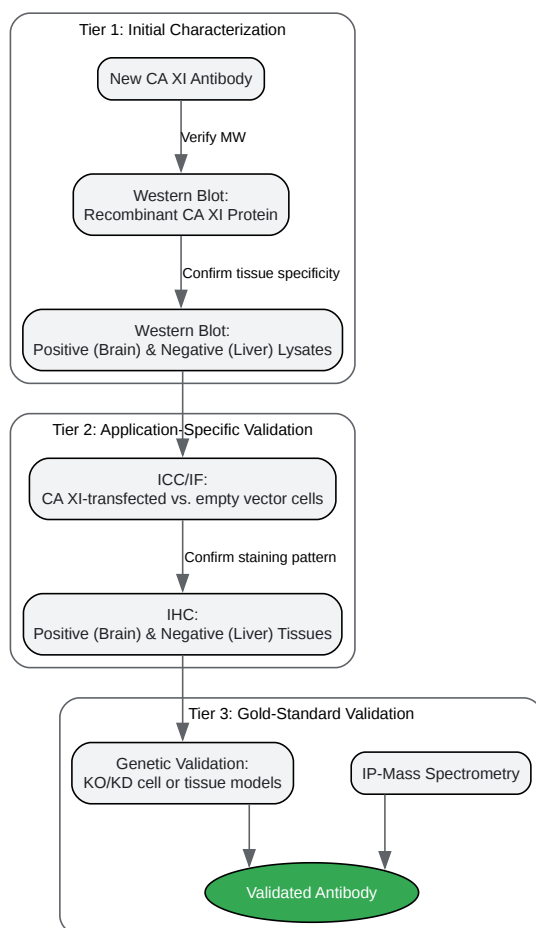 Tier 1: Initial Characterization
New CA XI Antibody
Verify MW
Western Blot:
Recombinant CA XI Protein
Confirm tissue specificity
Western Blot:
Positive (Brain) & Negative (Liver) Lysates
Tier 2: Application-Specific Validation
ICC/IF:
CA XI-transfected vs. empty vector cells
Confirm staining pattern
IHC:
Positive (Brain) & Negative (Liver) Tissues
Tier 3: Gold-Standard Validation
Genetic Validation:
KO/KD cell or tissue models
IP-Mass Spectrometry
Validated Antibody